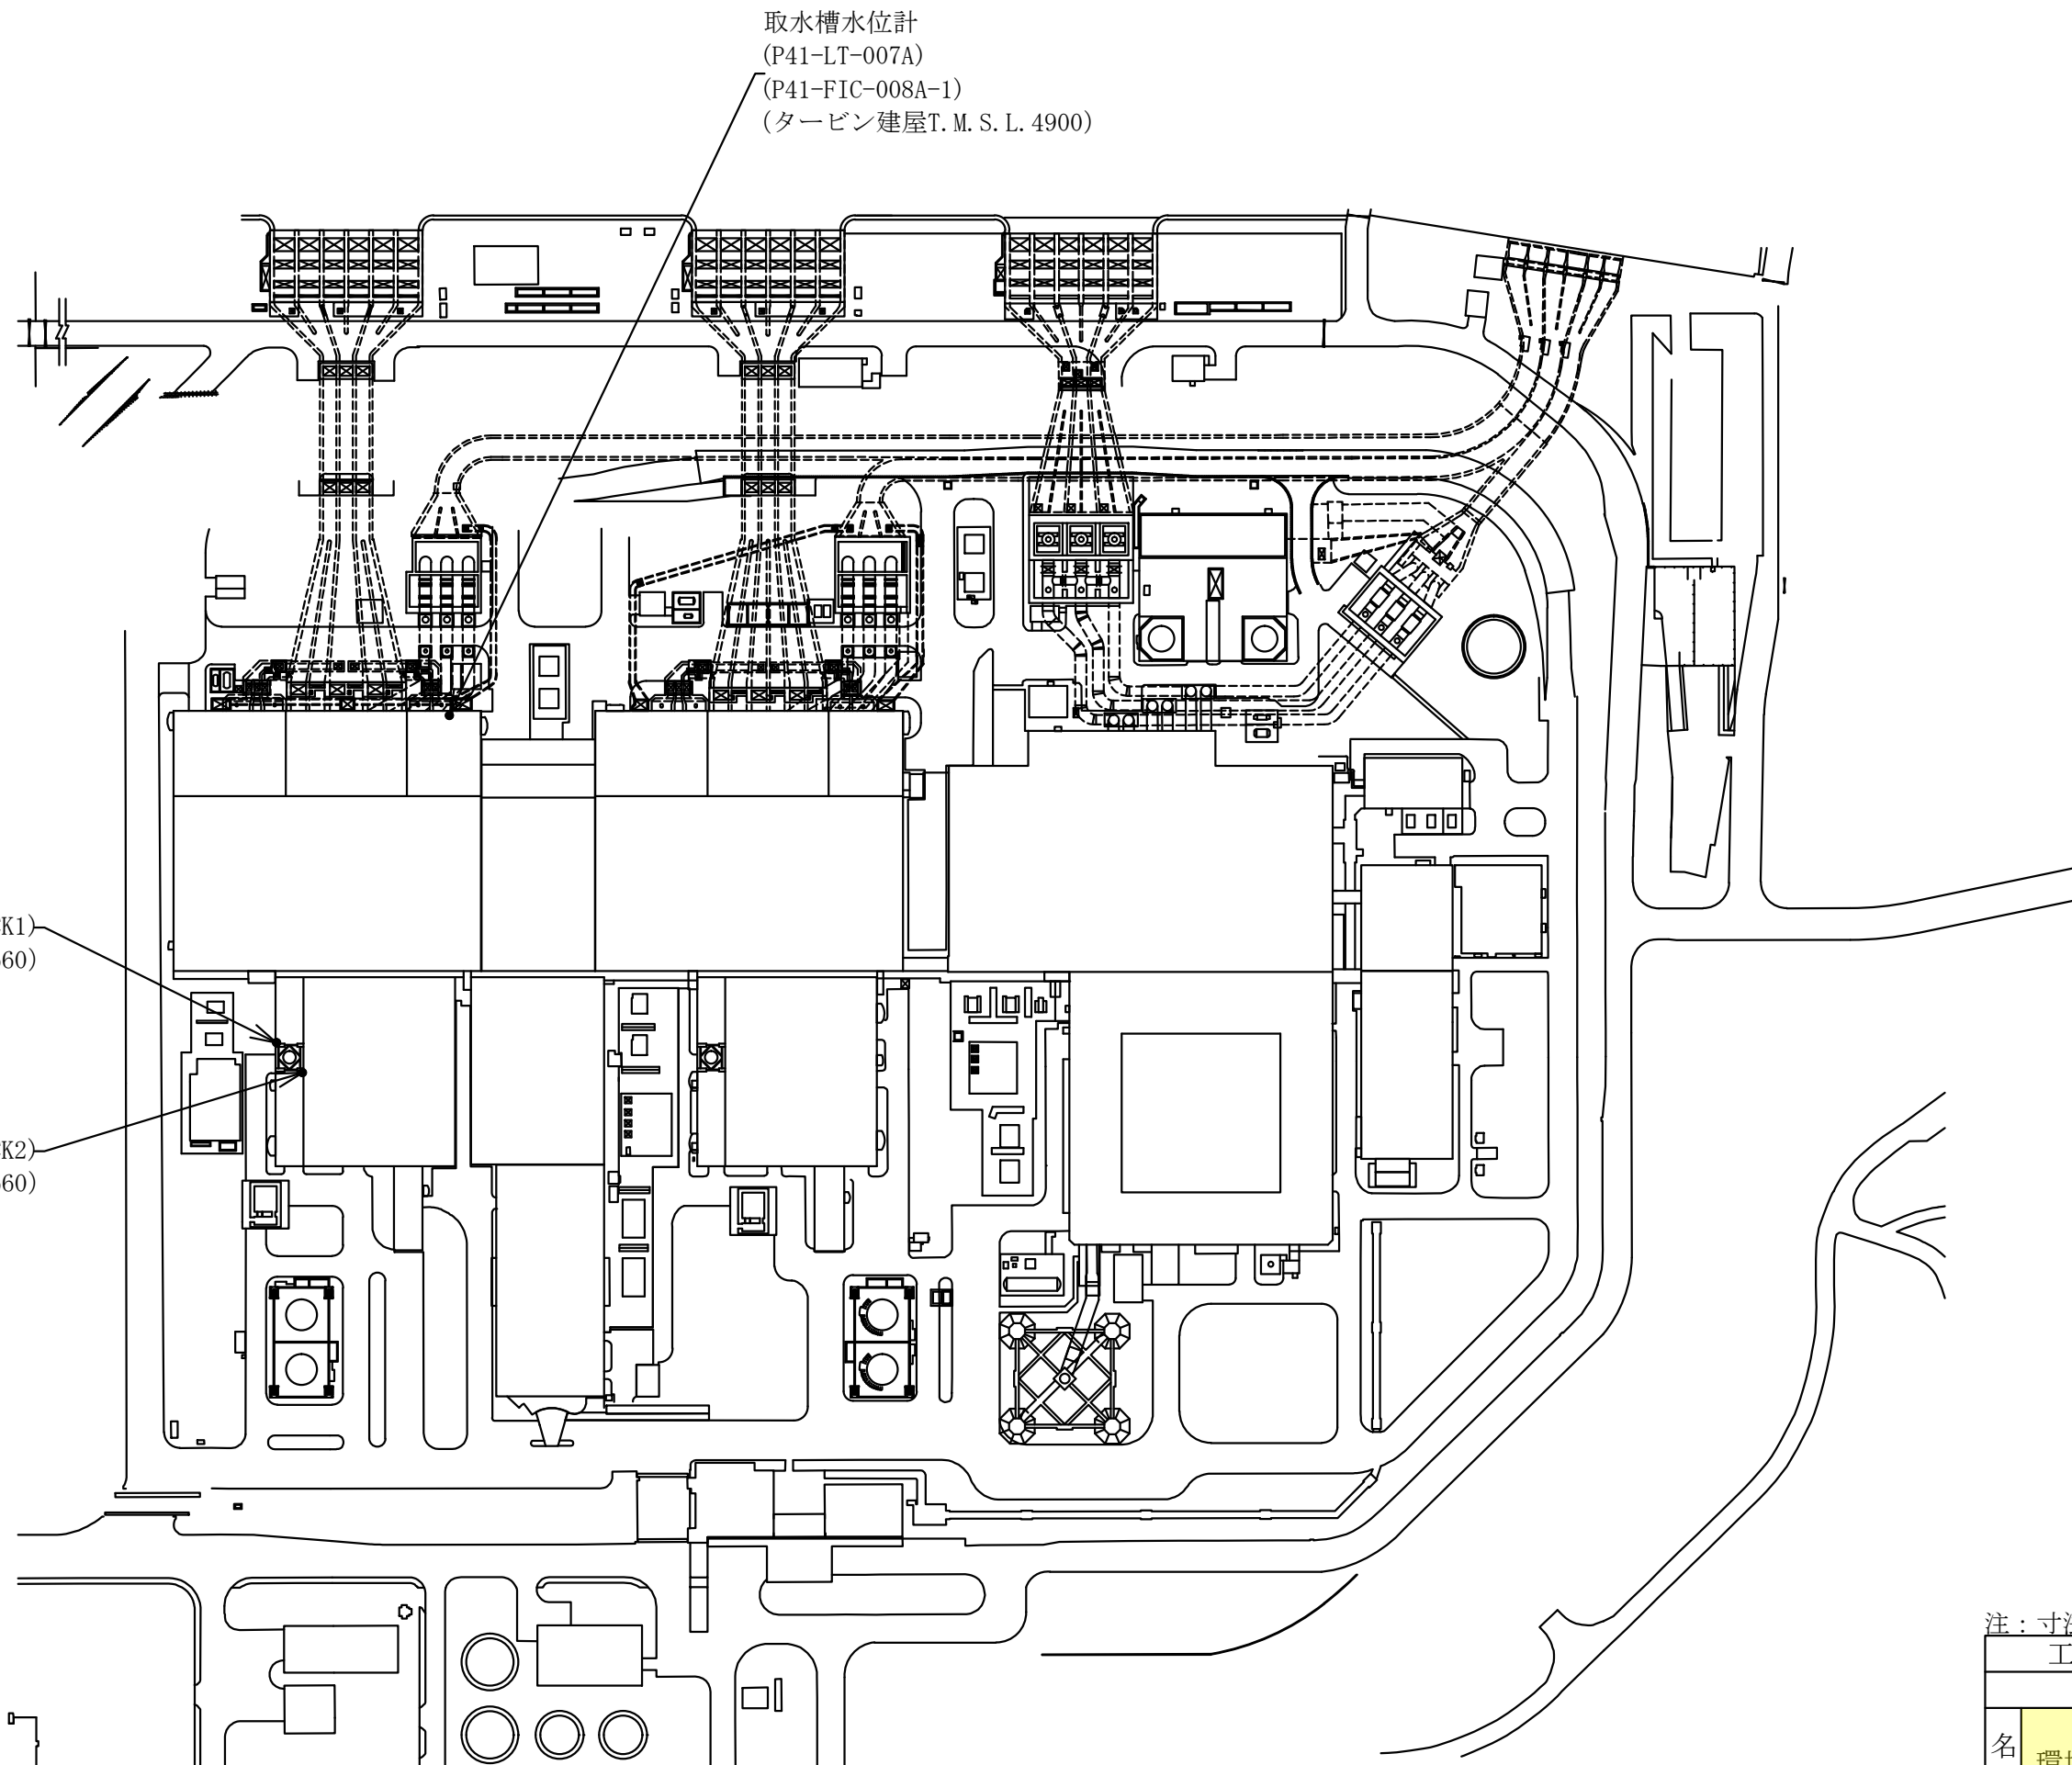 取水槽水位計
(P41-LT-007A)
(P41-FIC-008A-1)
(タービン建屋T.M.S.L.4900)
K1)
60)
K2)
60)
注：寸
工
名
環